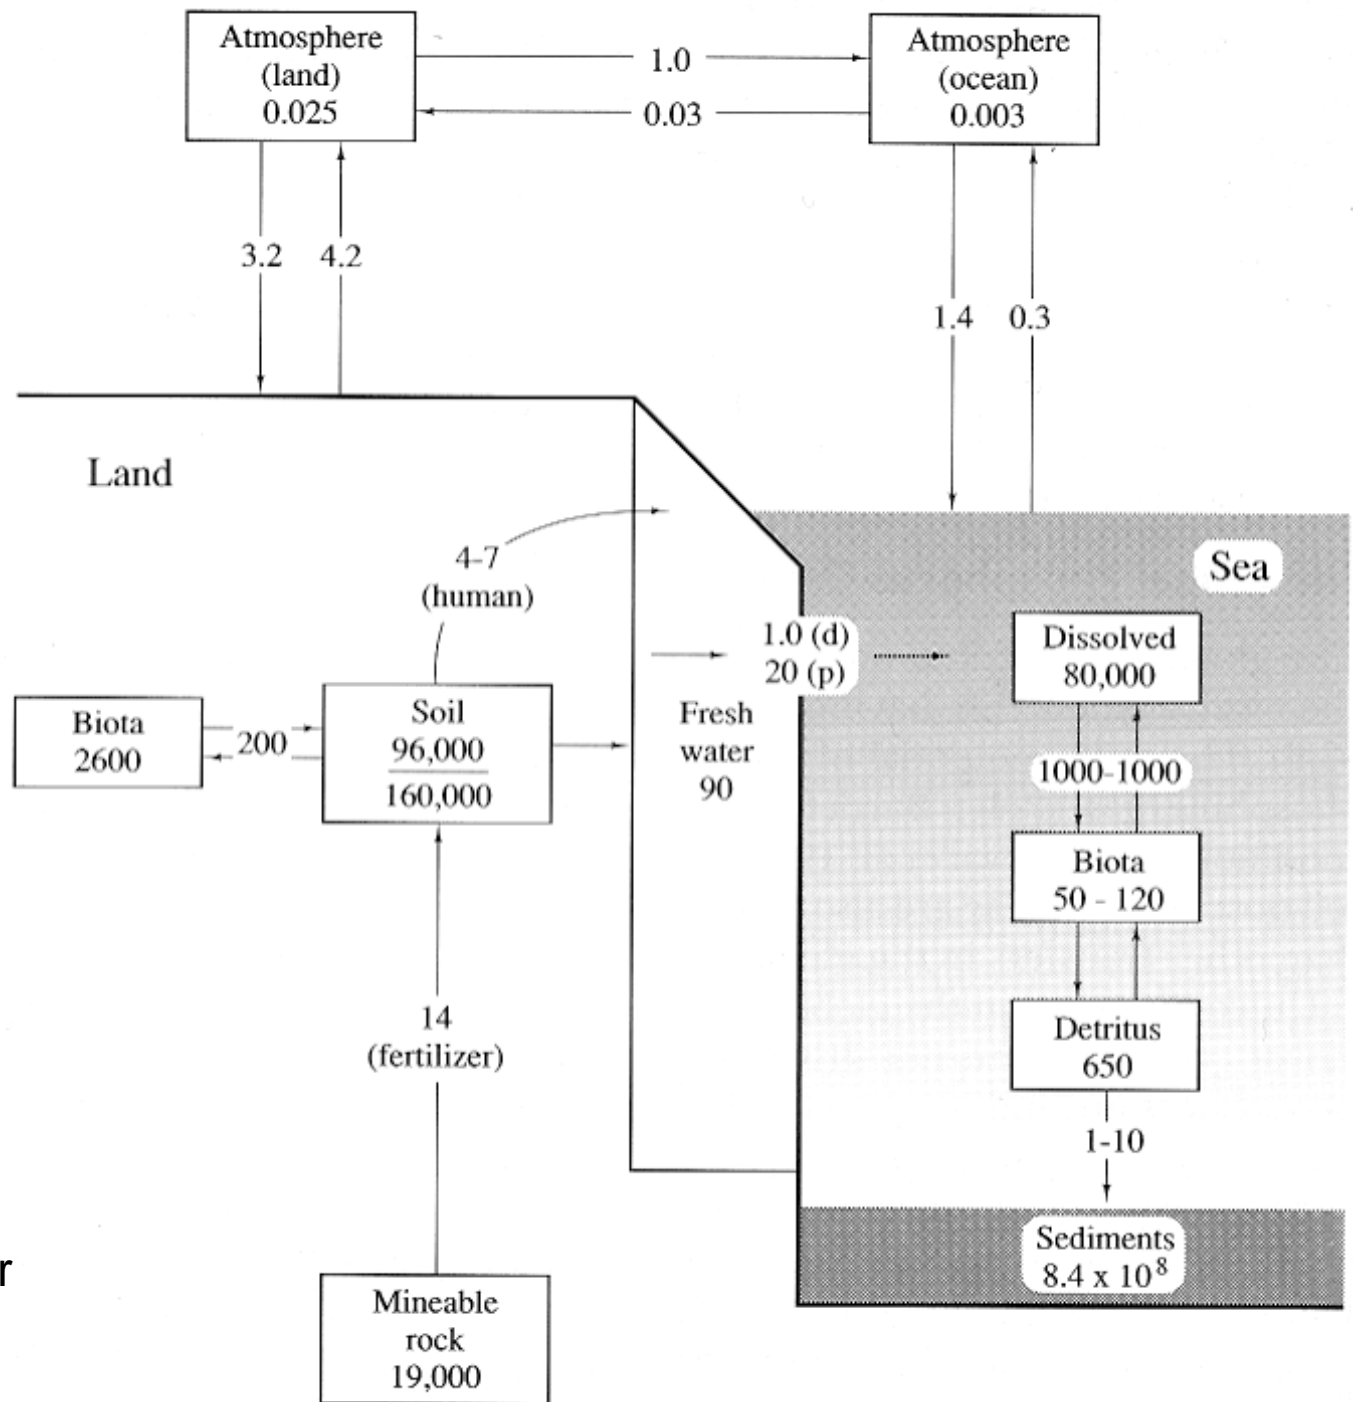 Atmosphere
(land)
0.025
1.0
0.03
Atmosphere
(ocean)
0.003
3.2
4.2
1.4
0.3
Land
4-7
(human)
Sea
1.0 (d)
20 (p)
Dissolved
80,000
Biota
2600
200
Soil
96,000
160,000
Fresh
water
90
1000-1000
Biota
50 - 120
14
(fertilizer)
Detritus
650
1-10
Sediments
8.4 x 10⁸
r
Mineable
rock
19,000